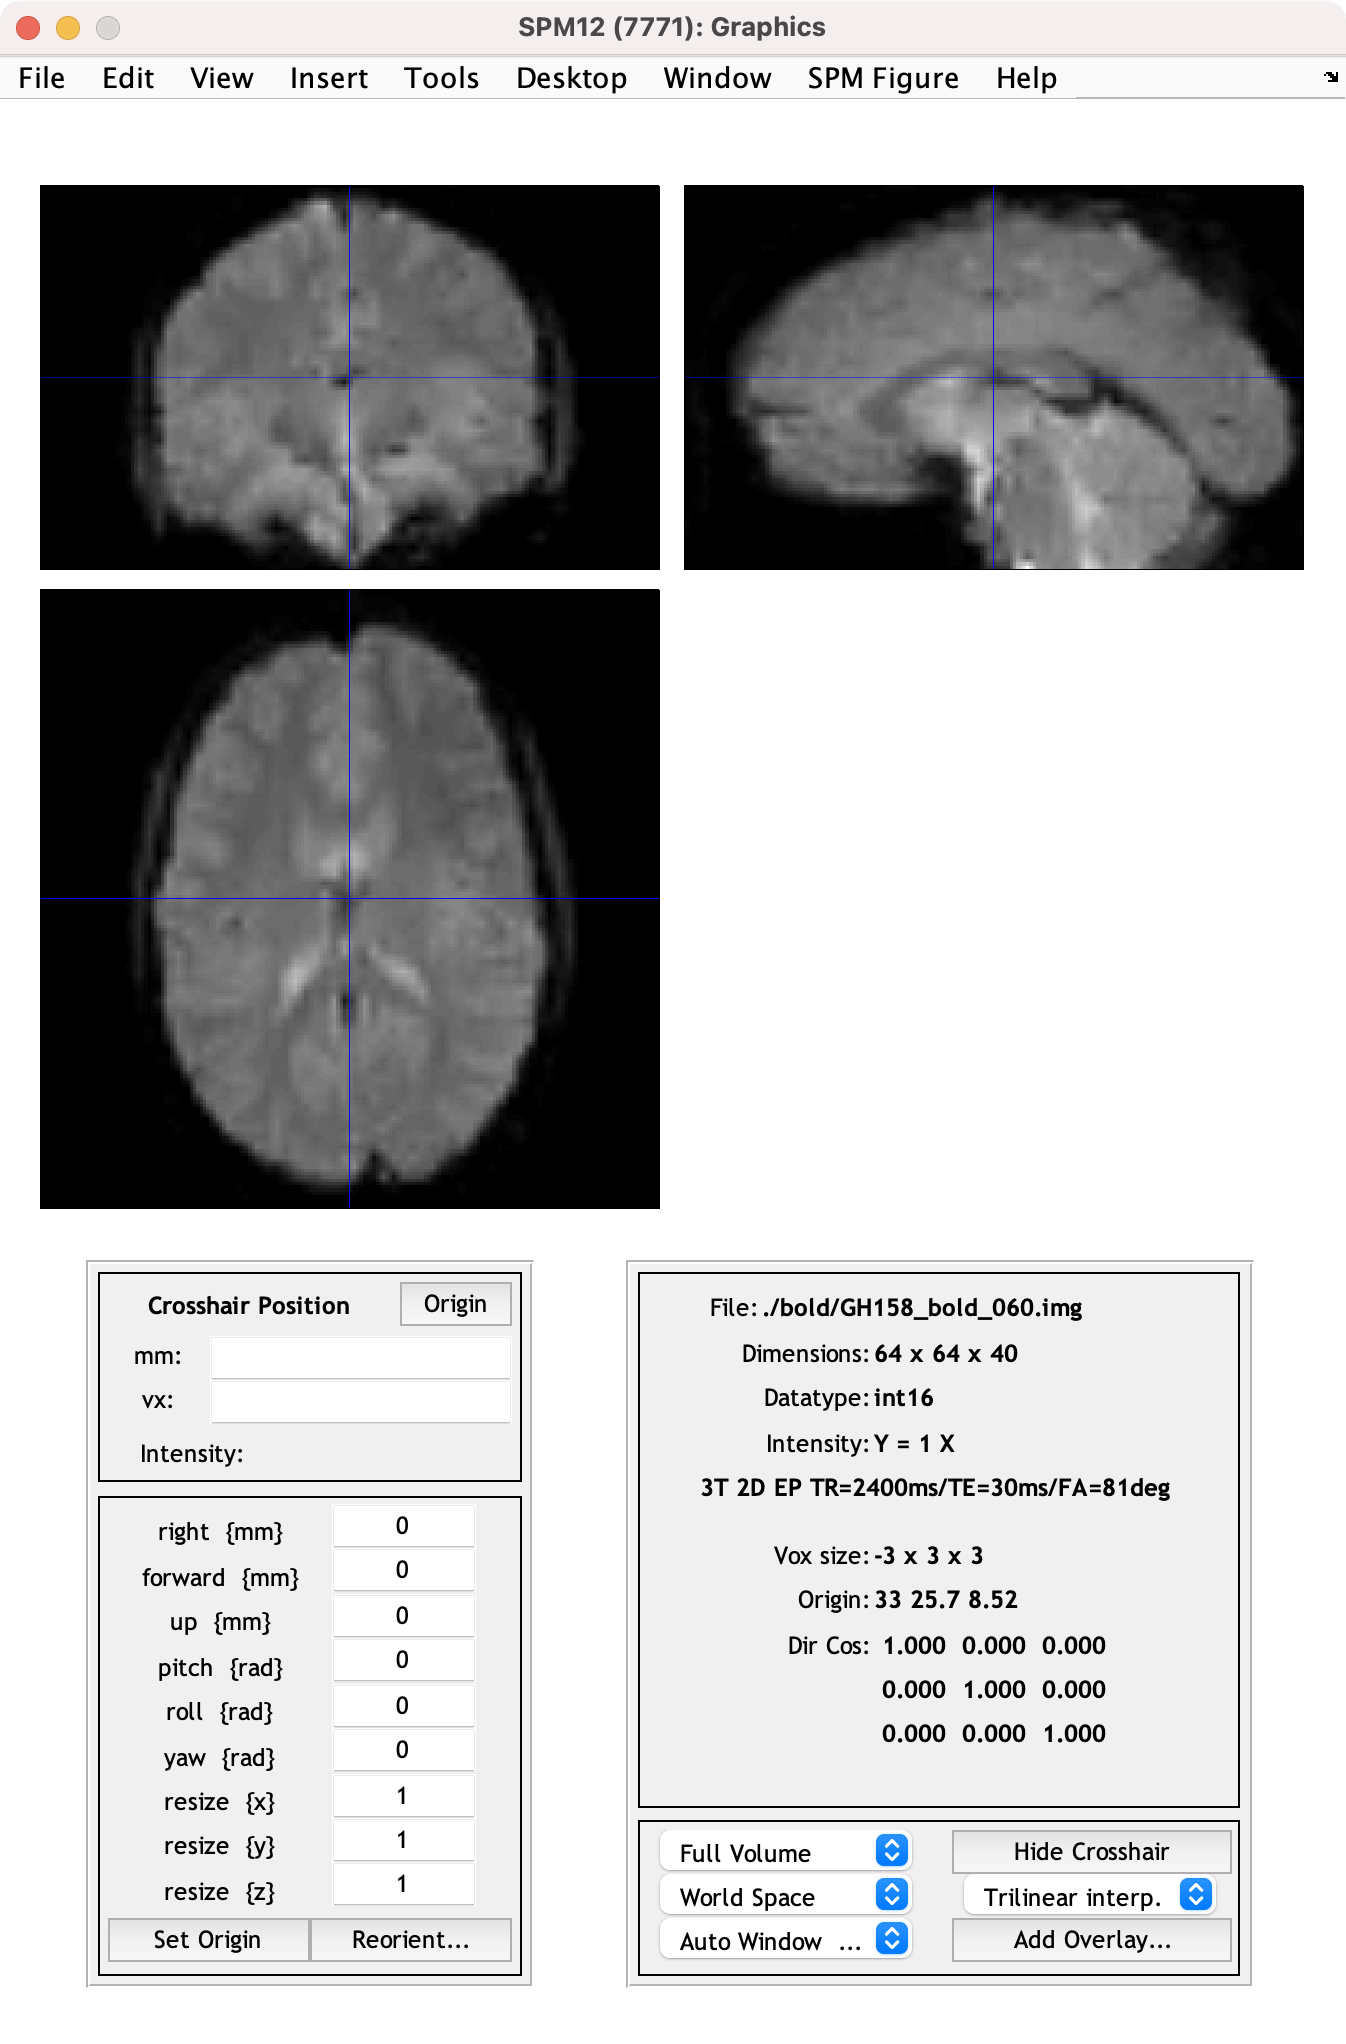 SPM12 (7771): Graphics
File Edit View Insert Tools Desktop Window SPM Figure Help
Crosshair Position Origin
mm:
vx:
Intensity:
right {mm} 0
forward {mm} 0
up {mm} 0
pitch {rad} 0
roll {rad} 0
yaw {rad} 0
resize {x} 1
resize {y} 1
resize {z} 1
Set Origin Reorient...
File: ./bold/GH158_bold_060.img
Dimensions: 64 x 64 x 40
Datatype: int16
Intensity: Y = 1 X
3T 2D EP TR=2400ms/TE=30ms/FA=81deg
Vox size: -3 x 3 x 3
Origin: 33 25.7 8.52
Dir Cos: 1.000 0.000 0.000
0.000 1.000 0.000
0.000 0.000 1.000
Full Volume Hide Crosshair
World Space Trilinear interp.
Auto Window ... Add Overlay...